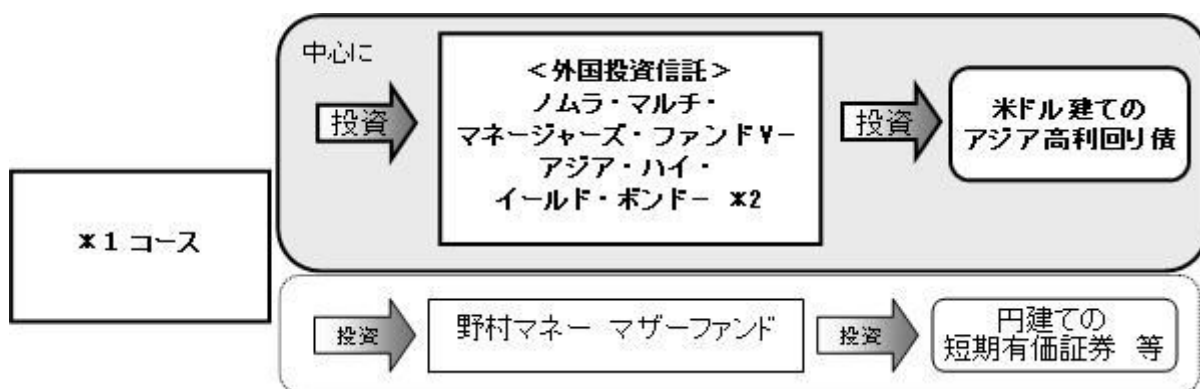 中心に
投資
＜外国投資信託＞
ノムラ・マルチ・
マネージャーズ・ファンドⅤ－
アジア・ハイ・
イールド・ボンド－ *2
投資
米ドル建ての
アジア高利回り債
*1 コース
投資
野村マネー マザーファンド
投資
円建ての
短期有価証券 等